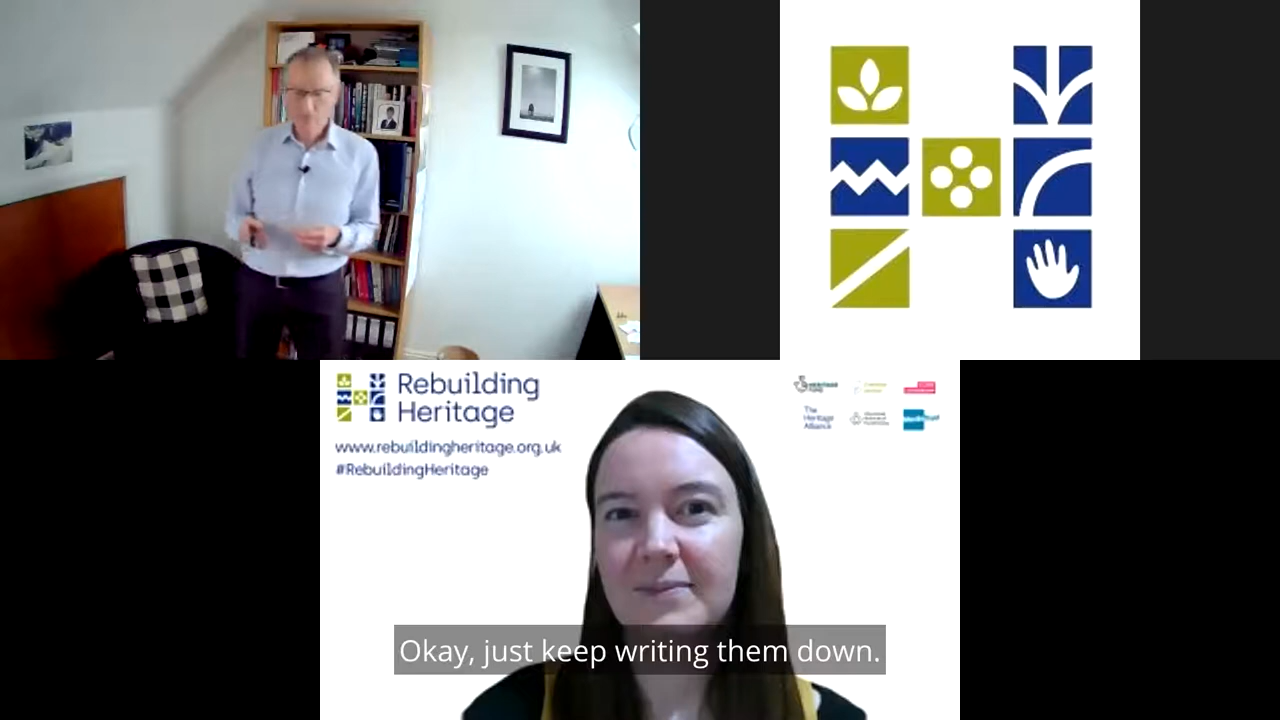 Rebuilding
Heritage
www.rebuildingheritage.org.uk
#RebuildingHeritage
The
Heritage
Alliance
Okay, just keep writing them down.